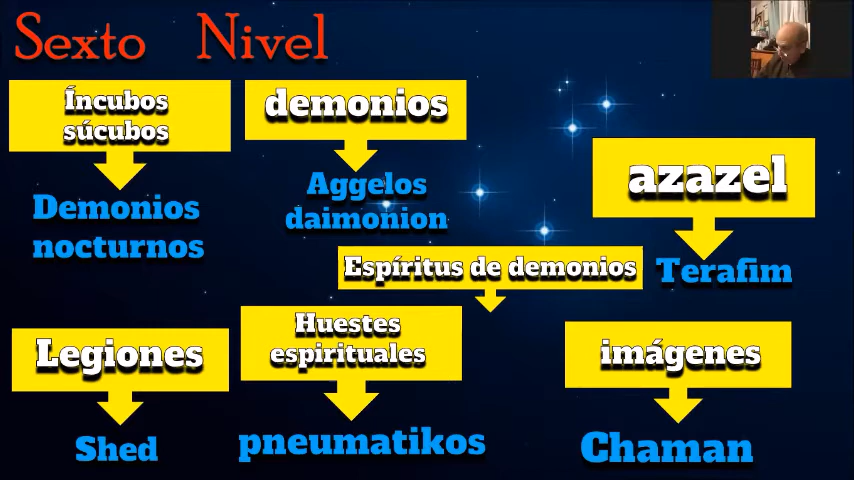 Sexto Nivel
Íncubos
súcubos
Demonios
nocturnos
demonios
Aggelos
daimonion
azazel
Terafim
Espíritus de demonios
Legiones
Shed
Huestes
espirituales
pneumatikos
imágenes
Chaman